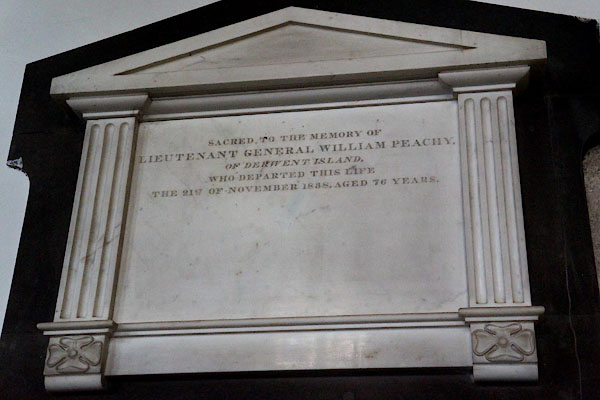 SACRED, TO THE MEMORY OF
LIEUTENANT GENERAL WILLIAM PEACHY,
OF DERWENT ISLAND,
WHO DEPARTED THIS LIFE
THE 21ST OF NOVEMBER 1838, AGED 76 YEARS.